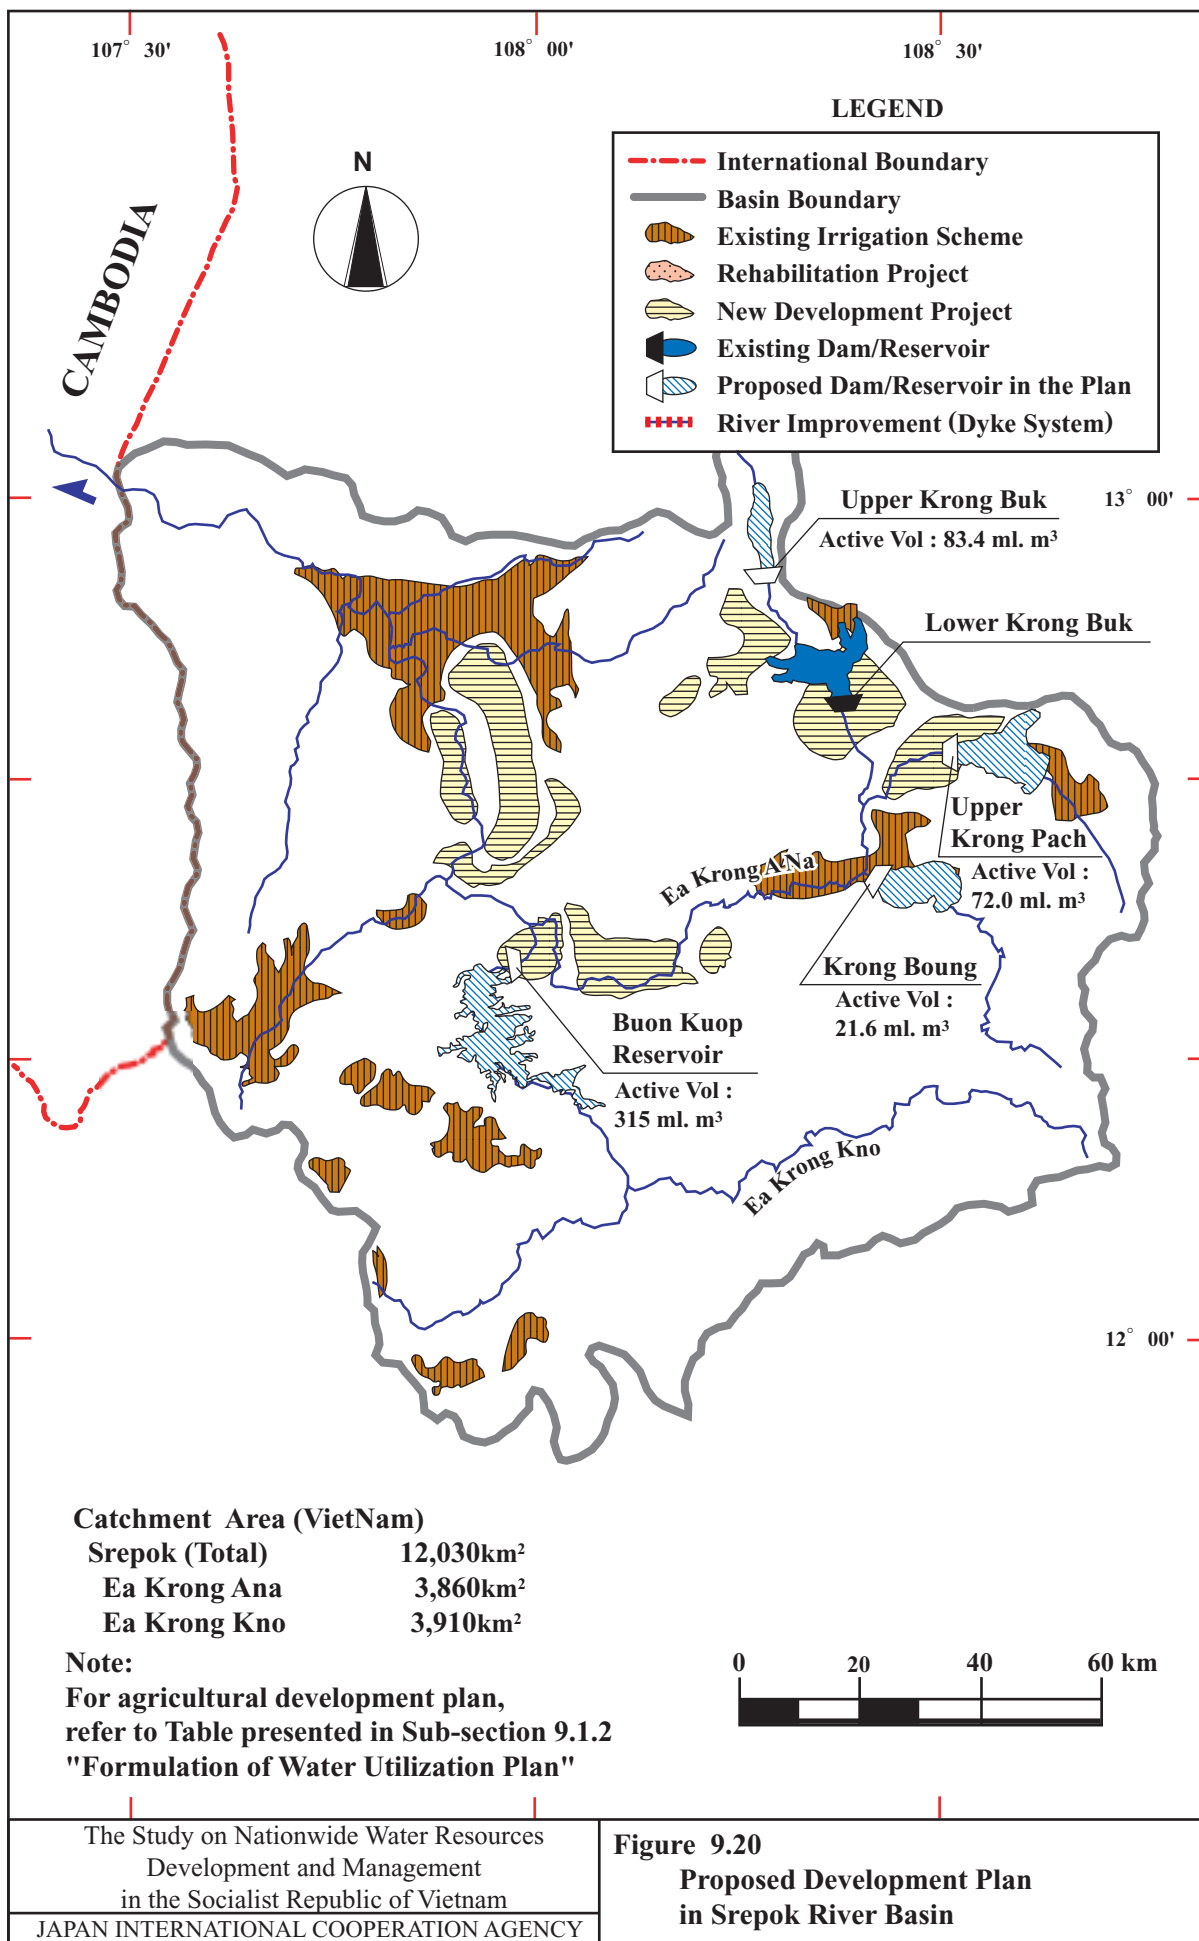 107° 30'
108° 00'
108° 30'
LEGEND
International Boundary
Basin Boundary
Existing Irrigation Scheme
Rehabilitation Project
New Development Project
Existing Dam/Reservoir
Proposed Dam/Reservoir in the Plan
River Improvement (Dyke System)
N
CAMBODIA
13° 00'
Upper Krong Buk
Active Vol : 83.4 ml. m³
Lower Krong Buk
Upper
Krong Pach
Active Vol :
72.0 ml. m³
Ea Krong A Na
Krong Boung
Active Vol :
21.6 ml. m³
Buon Kuop
Reservoir
Active Vol :
315 ml. m³
Ea Krong Kno
12° 00'
Catchment Area (VietNam)
Srepok (Total) 12,030km²
Ea Krong Ana 3,860km²
Ea Krong Kno 3,910km²
Note:
For agricultural development plan,
refer to Table presented in Sub-section 9.1.2
"Formulation of Water Utilization Plan"
0 20 40 60 km
The Study on Nationwide Water Resources
Development and Management
in the Socialist Republic of Vietnam
JAPAN INTERNATIONAL COOPERATION AGENCY
Figure 9.20
Proposed Development Plan
in Srepok River Basin